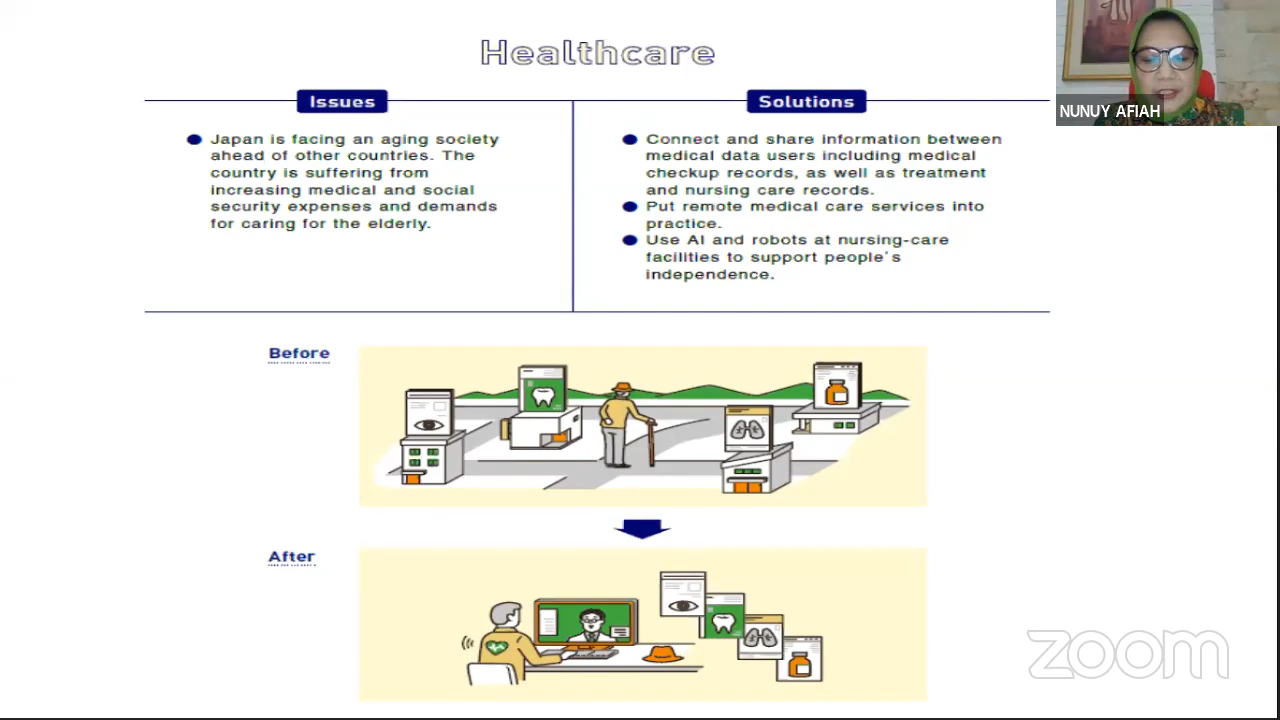 Healthcare
NUNUY AFIAH
Issues
Japan is facing an aging society
ahead of other countries. The
country is suffering from
increasing medical and social
security expenses and demands
for caring for the elderly.
Solutions
Connect and share information between
medical data users including medical
checkup records, as well as treatment
and nursing care records.
Put remote medical care services into
practice.
Use AI and robots at nursing-care
facilities to support people's
independence.
Before
After
zoom